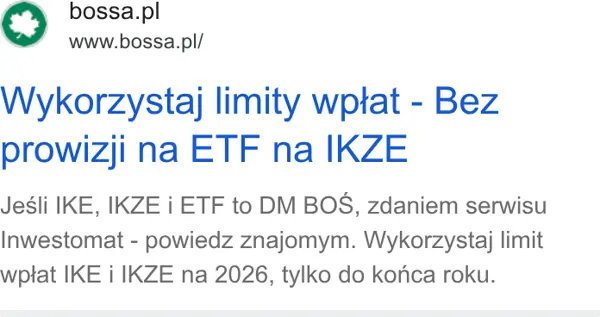 bossa.pl
www.bossa.pl/
Wykorzystaj limity wpłat - Bez
prowizji na ETF na IKZE
Jeśli IKE, IKZE i ETF to DM BOŚ, zdaniem serwisu
Inwestomat - powiedz znajomym. Wykorzystaj limit
wpłat IKE i IKZE na 2026, tylko do końca roku.